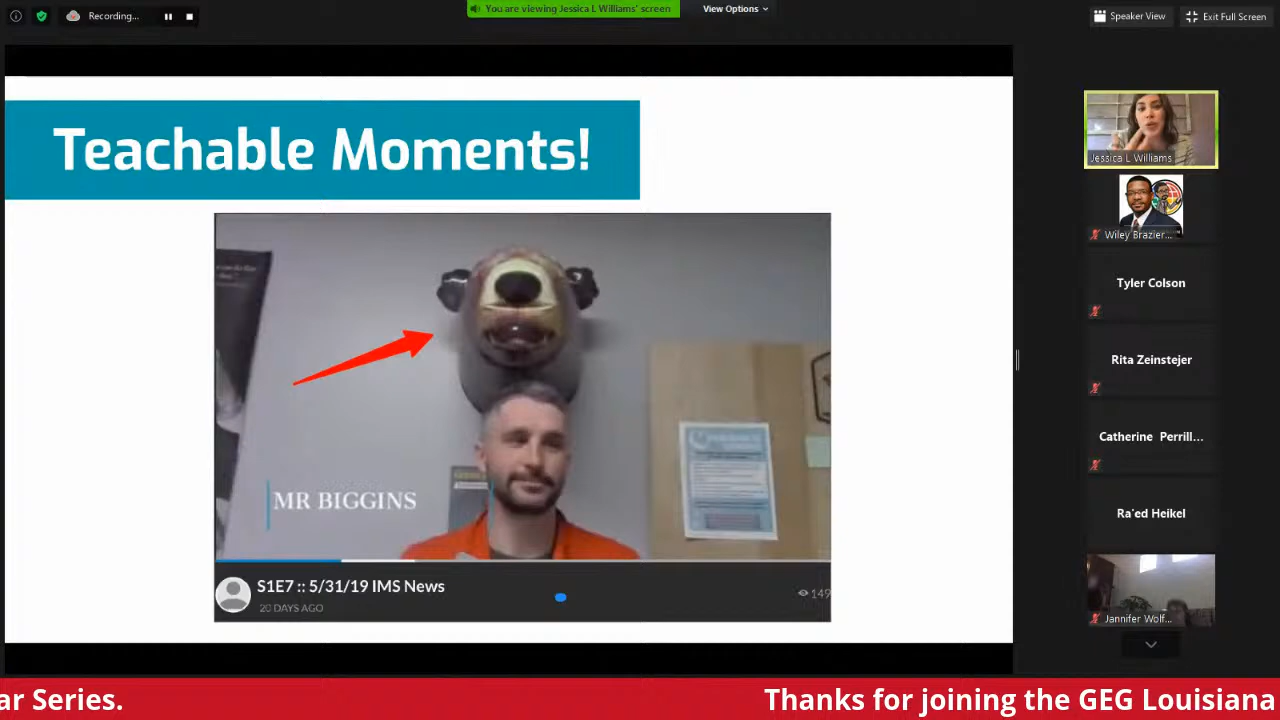 Recording...
You are viewing Jessica L Williams' screen
View Options
Speaker View
Exit Full Screen
Teachable Moments!
MR BIGGINS
S1E7 :: 5/31/19 IMS News
20 DAYS AGO
149
Jessica L Williams
Wiley Brazier...
Tyler Colson
Rita Zeinstejer
Catherine Perrill...
Ra'ed Heikel
Jannifer Wolf...
ar Series.
Thanks for joining the GEG Louisiana